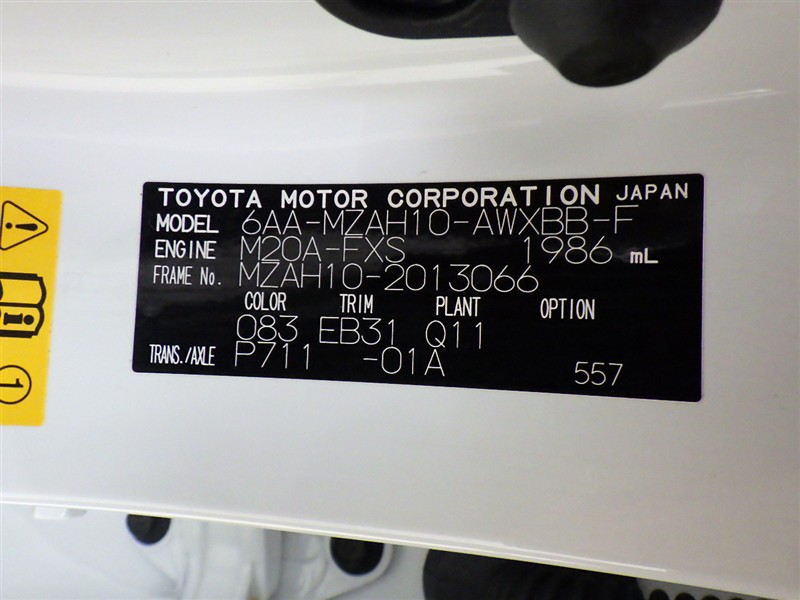 TOYOTA MOTOR CORPORATION JAPAN
MODEL 6AA-MZAH10-AWXBB-F
ENGINE M20A-FXS 1986 mL
FRAME No. MZAH10-2013066
COLOR TRIM PLANT OPTION
083 EB31 Q11
TRANS./AXLE P711 -01A 557
1